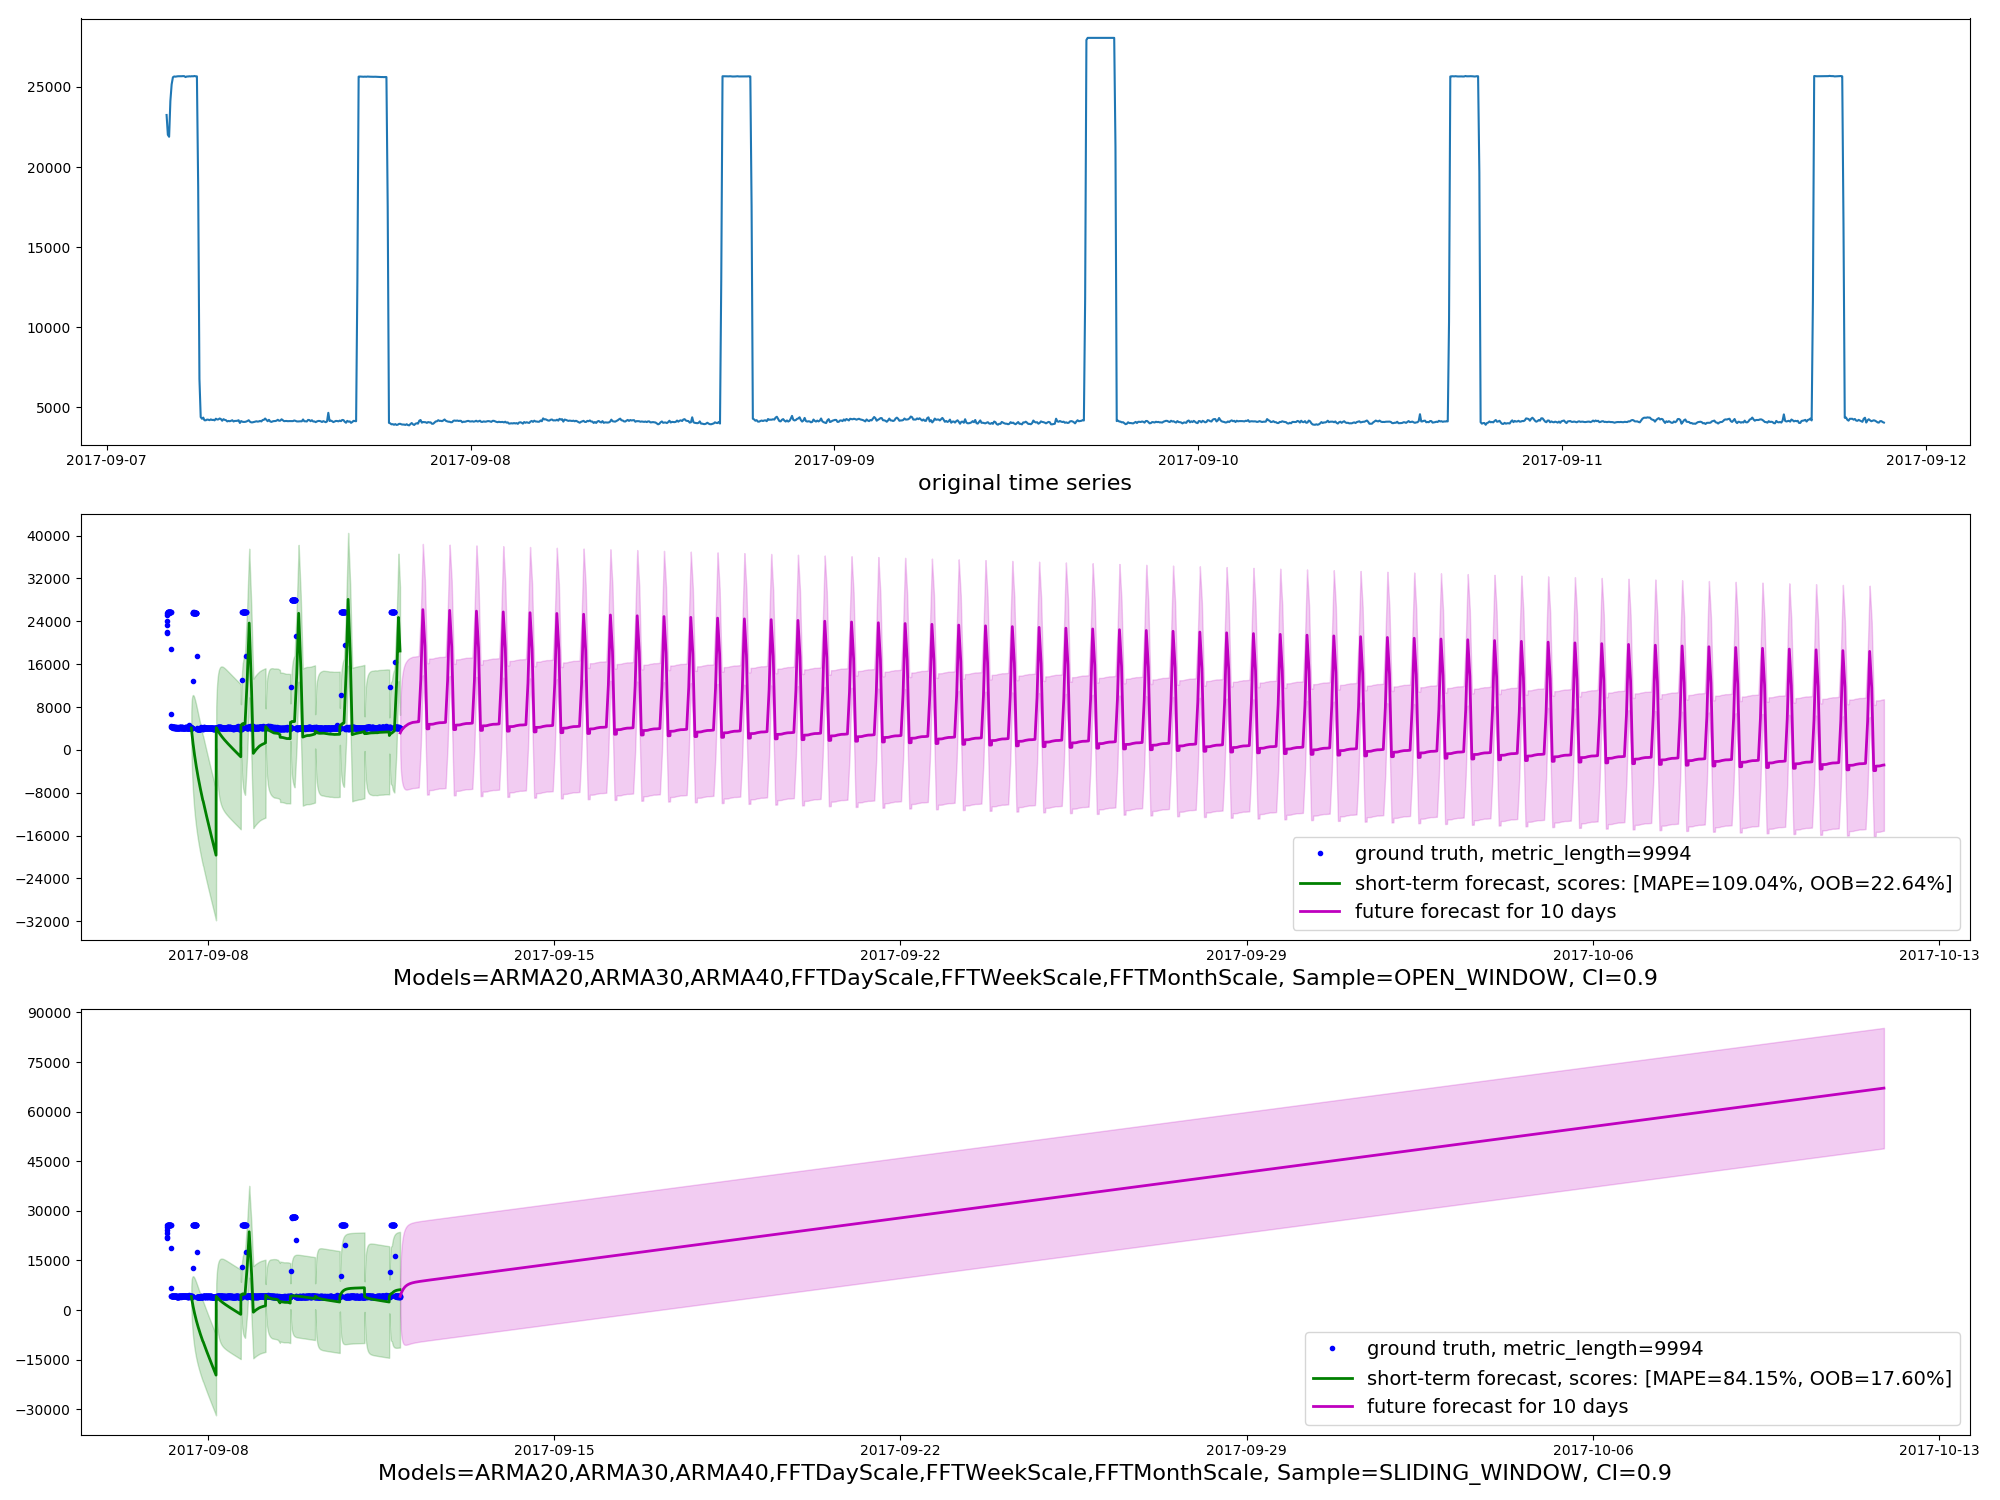 25000
20000
15000
10000
5000
2017-09-07 2017-09-08 2017-09-09 2017-09-10 2017-09-11 2017-09-12
original time series
40000
32000
24000
16000
8000
0
−8000
−16000
−24000
−32000
ground truth, metric_length=9994
short-term forecast, scores: [MAPE=109.04%, OOB=22.64%]
future forecast for 10 days
2017-09-08 2017-09-15 2017-09-22 2017-09-29 2017-10-06 2017-10-13
Models=ARMA20,ARMA30,ARMA40,FFTDayScale,FFTWeekScale,FFTMonthScale, Sample=OPEN_WINDOW, CI=0.9
90000
75000
60000
45000
30000
15000
0
−15000
−30000
ground truth, metric_length=9994
short-term forecast, scores: [MAPE=84.15%, OOB=17.60%]
future forecast for 10 days
2017-09-08 2017-09-15 2017-09-22 2017-09-29 2017-10-06 2017-10-13
Models=ARMA20,ARMA30,ARMA40,FFTDayScale,FFTWeekScale,FFTMonthScale, Sample=SLIDING_WINDOW, CI=0.9